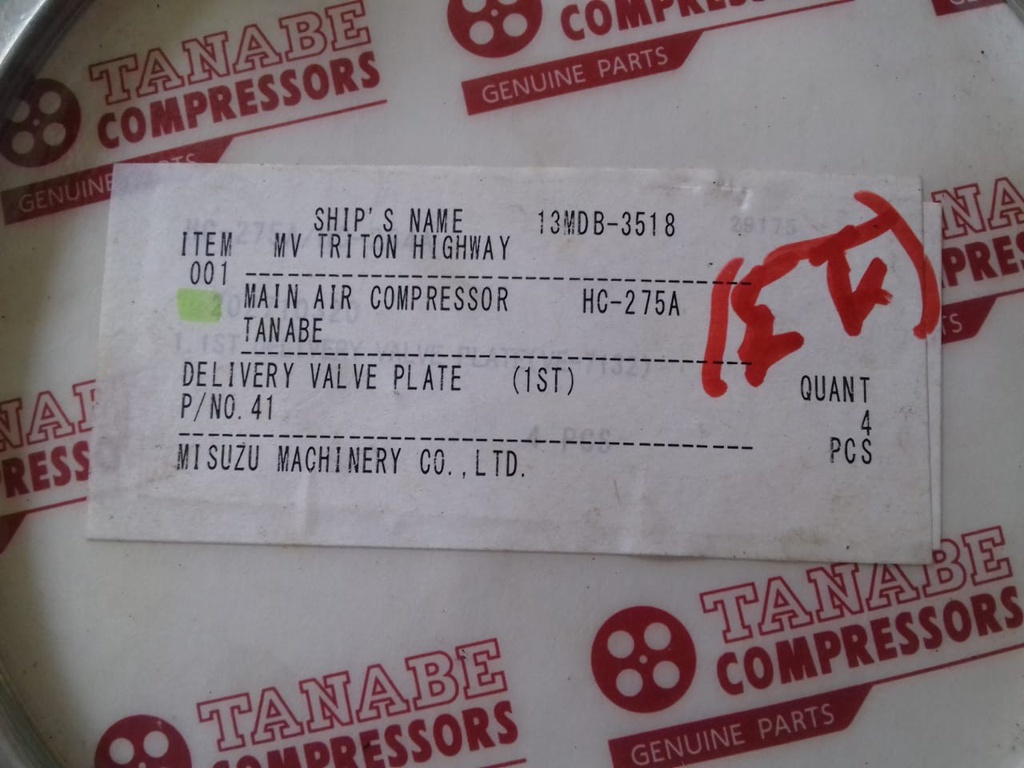 TANABE
COMPRESSORS
GENUINE PARTS
COMPRESSORS
GENUINE PARTS
SHIP'S NAME 13MDB-3518
ITEM MV TRITON HIGHWAY
001
MAIN AIR COMPRESSOR HC-275A
TANABE
DELIVERY VALVE PLATE (1ST) QUANT
P/NO.41 4
PCS
MISUZU MACHINERY CO.,LTD.
TANABE
COMPRESSORS
GENUINE PARTS
TANABE
COMPRESSORS